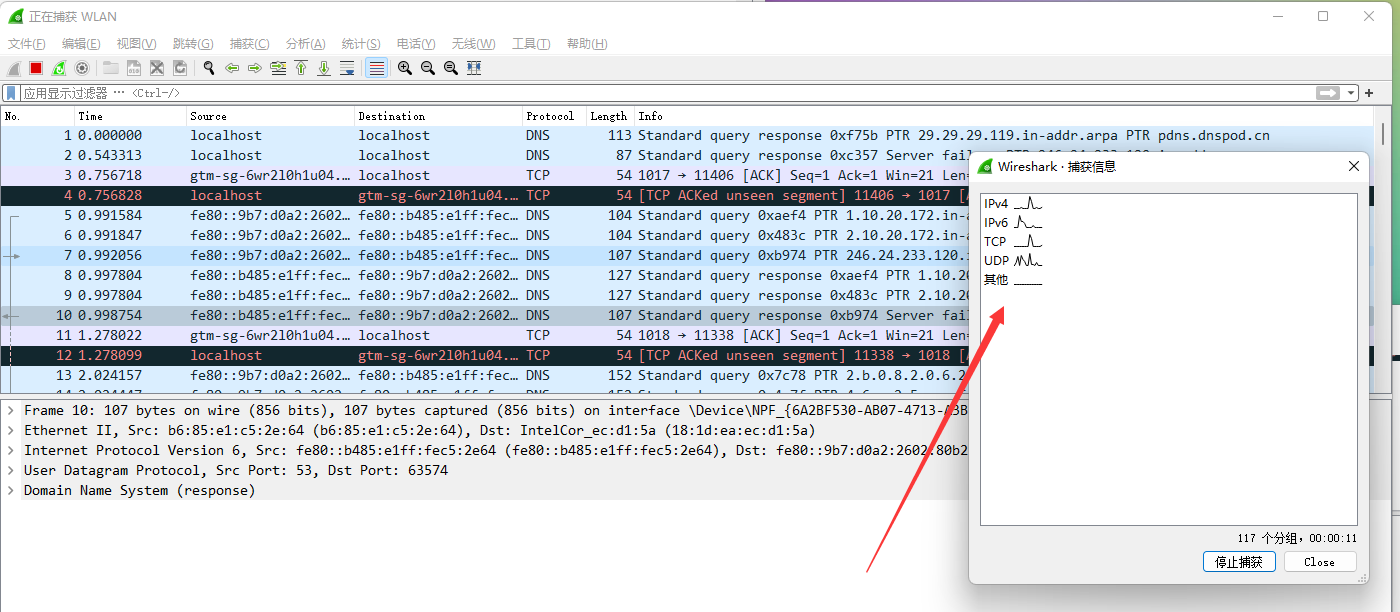 正在捕获 WLAN
文件(F) 编辑(E) 视图(V) 跳转(G) 捕获(C) 分析(A) 统计(S) 电话(Y) 无线(W) 工具(T) 帮助(H)
应用显示过滤器 … <Ctrl-/>
No. Time Source Destination Protocol Length Info
1 0.000000 localhost localhost DNS 113 Standard query response 0xf75b PTR 29.29.29.119.in-addr.arpa PTR pdns.dnspod.cn
2 0.543313 localhost localhost DNS 87 Standard query response 0xc357 Server fail
3 0.756718 gtm-sg-6wr2l0h1u04.… localhost TCP 54 1017 → 11406 [ACK] Seq=1 Ack=1 Win=21 Len=
4 0.756828 localhost gtm-sg-6wr2l0h1u04.… TCP 54 [TCP ACKed unseen segment] 11406 → 1017 [A
5 0.991584 fe80::9b7:d0a2:2602… fe80::b485:e1ff:fec… DNS 104 Standard query 0xaef4 PTR 1.10.20.172.in-a
6 0.991847 fe80::9b7:d0a2:2602… fe80::b485:e1ff:fec… DNS 104 Standard query 0x483c PTR 2.10.20.172.in-a
7 0.992056 fe80::9b7:d0a2:2602… fe80::b485:e1ff:fec… DNS 107 Standard query 0xb974 PTR 246.24.233.120.i
8 0.997804 fe80::b485:e1ff:fec… fe80::9b7:d0a2:2602… DNS 127 Standard query response 0xaef4 PTR 1.10.20
9 0.997804 fe80::b485:e1ff:fec… fe80::9b7:d0a2:2602… DNS 127 Standard query response 0x483c PTR 2.10.20
10 0.998754 fe80::b485:e1ff:fec… fe80::9b7:d0a2:2602… DNS 107 Standard query response 0xb974 Server fail
11 1.278022 gtm-sg-6wr2l0h1u04.… localhost TCP 54 1018 → 11338 [ACK] Seq=1 Ack=1 Win=21 Len=
12 1.278099 localhost gtm-sg-6wr2l0h1u04.… TCP 54 [TCP ACKed unseen segment] 11338 → 1018 [A
13 2.024157 fe80::9b7:d0a2:2602… fe80::b485:e1ff:fec… DNS 152 Standard query 0x7c78 PTR 2.b.0.8.2.0.6.2
Frame 10: 107 bytes on wire (856 bits), 107 bytes captured (856 bits) on interface \Device\NPF_{6A2BF530-AB07-4713-A3B
Ethernet II, Src: b6:85:e1:c5:2e:64 (b6:85:e1:c5:2e:64), Dst: IntelCor_ec:d1:5a (18:1d:ea:ec:d1:5a)
Internet Protocol Version 6, Src: fe80::b485:e1ff:fec5:2e64 (fe80::b485:e1ff:fec5:2e64), Dst: fe80::9b7:d0a2:2602:80b2
User Datagram Protocol, Src Port: 53, Dst Port: 63574
Domain Name System (response)
Wireshark · 捕获信息
IPv4
IPv6
TCP
UDP
其他
117 个分组, 00:00:11
停止捕获 Close